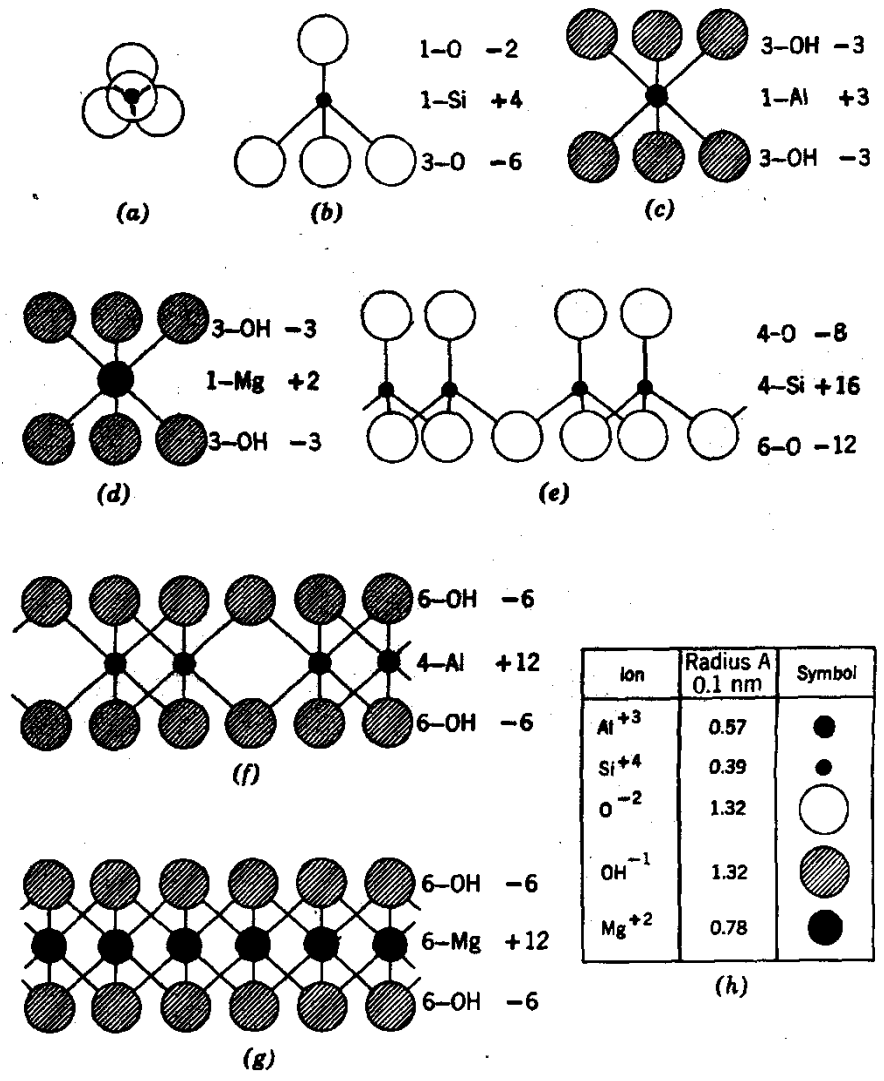 1–O –2
1–Si +4
3–O –6
3–OH –3
1–Al +3
3–OH –3
(a)
(b)
(c)
3–OH –3
1–Mg +2
3–OH –3
(d)
4-O –8
4–Si +16
6–O –12
(e)
6–OH –6
4–Al +12
6–OH –6
(f)
6–OH –6
6–Mg +12
6–OH –6
(g)
Ion Radius A Symbol
0.1 nm
Al+3 0.57
Si+4 0.39
O–2 1.32
OH–1 1.32
Mg+2 0.78
(h)